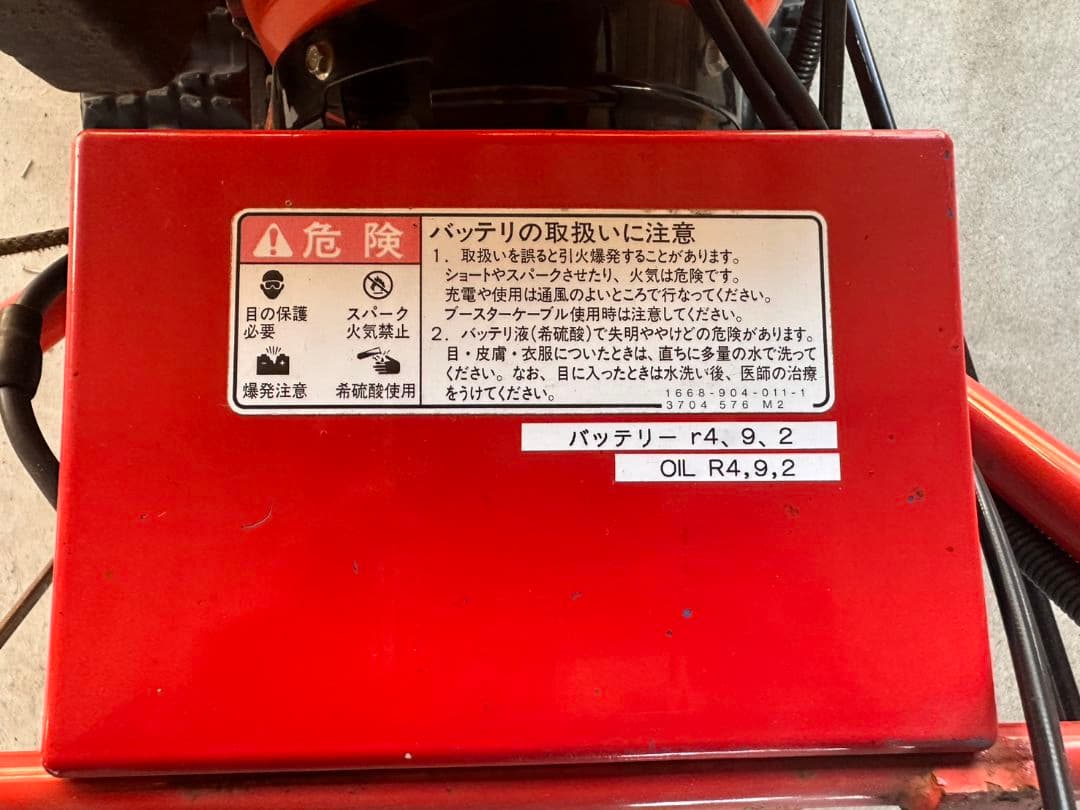 危険
目の保護
必要
スパーク
火気禁止
爆発注意
希硫酸使用
バッテリの取扱いに注意
1. 取扱いを誤ると引火爆発することがあります。
ショートやスパークさせたり、火気は危険です。
充電や使用は通風のよいところで行なってください。
ブースターケーブル使用時は注意してください。
2. バッテリ液(希硫酸)で失明ややけどの危険があります。
目・皮膚・衣服についたときは、直ちに多量の水で洗って
ください。なお、目に入ったときは水洗い後、医師の治療
をうけてください。
1668-904-011-1
3704 576 M2
バッテリー r4、9、2
OIL R4,9,2